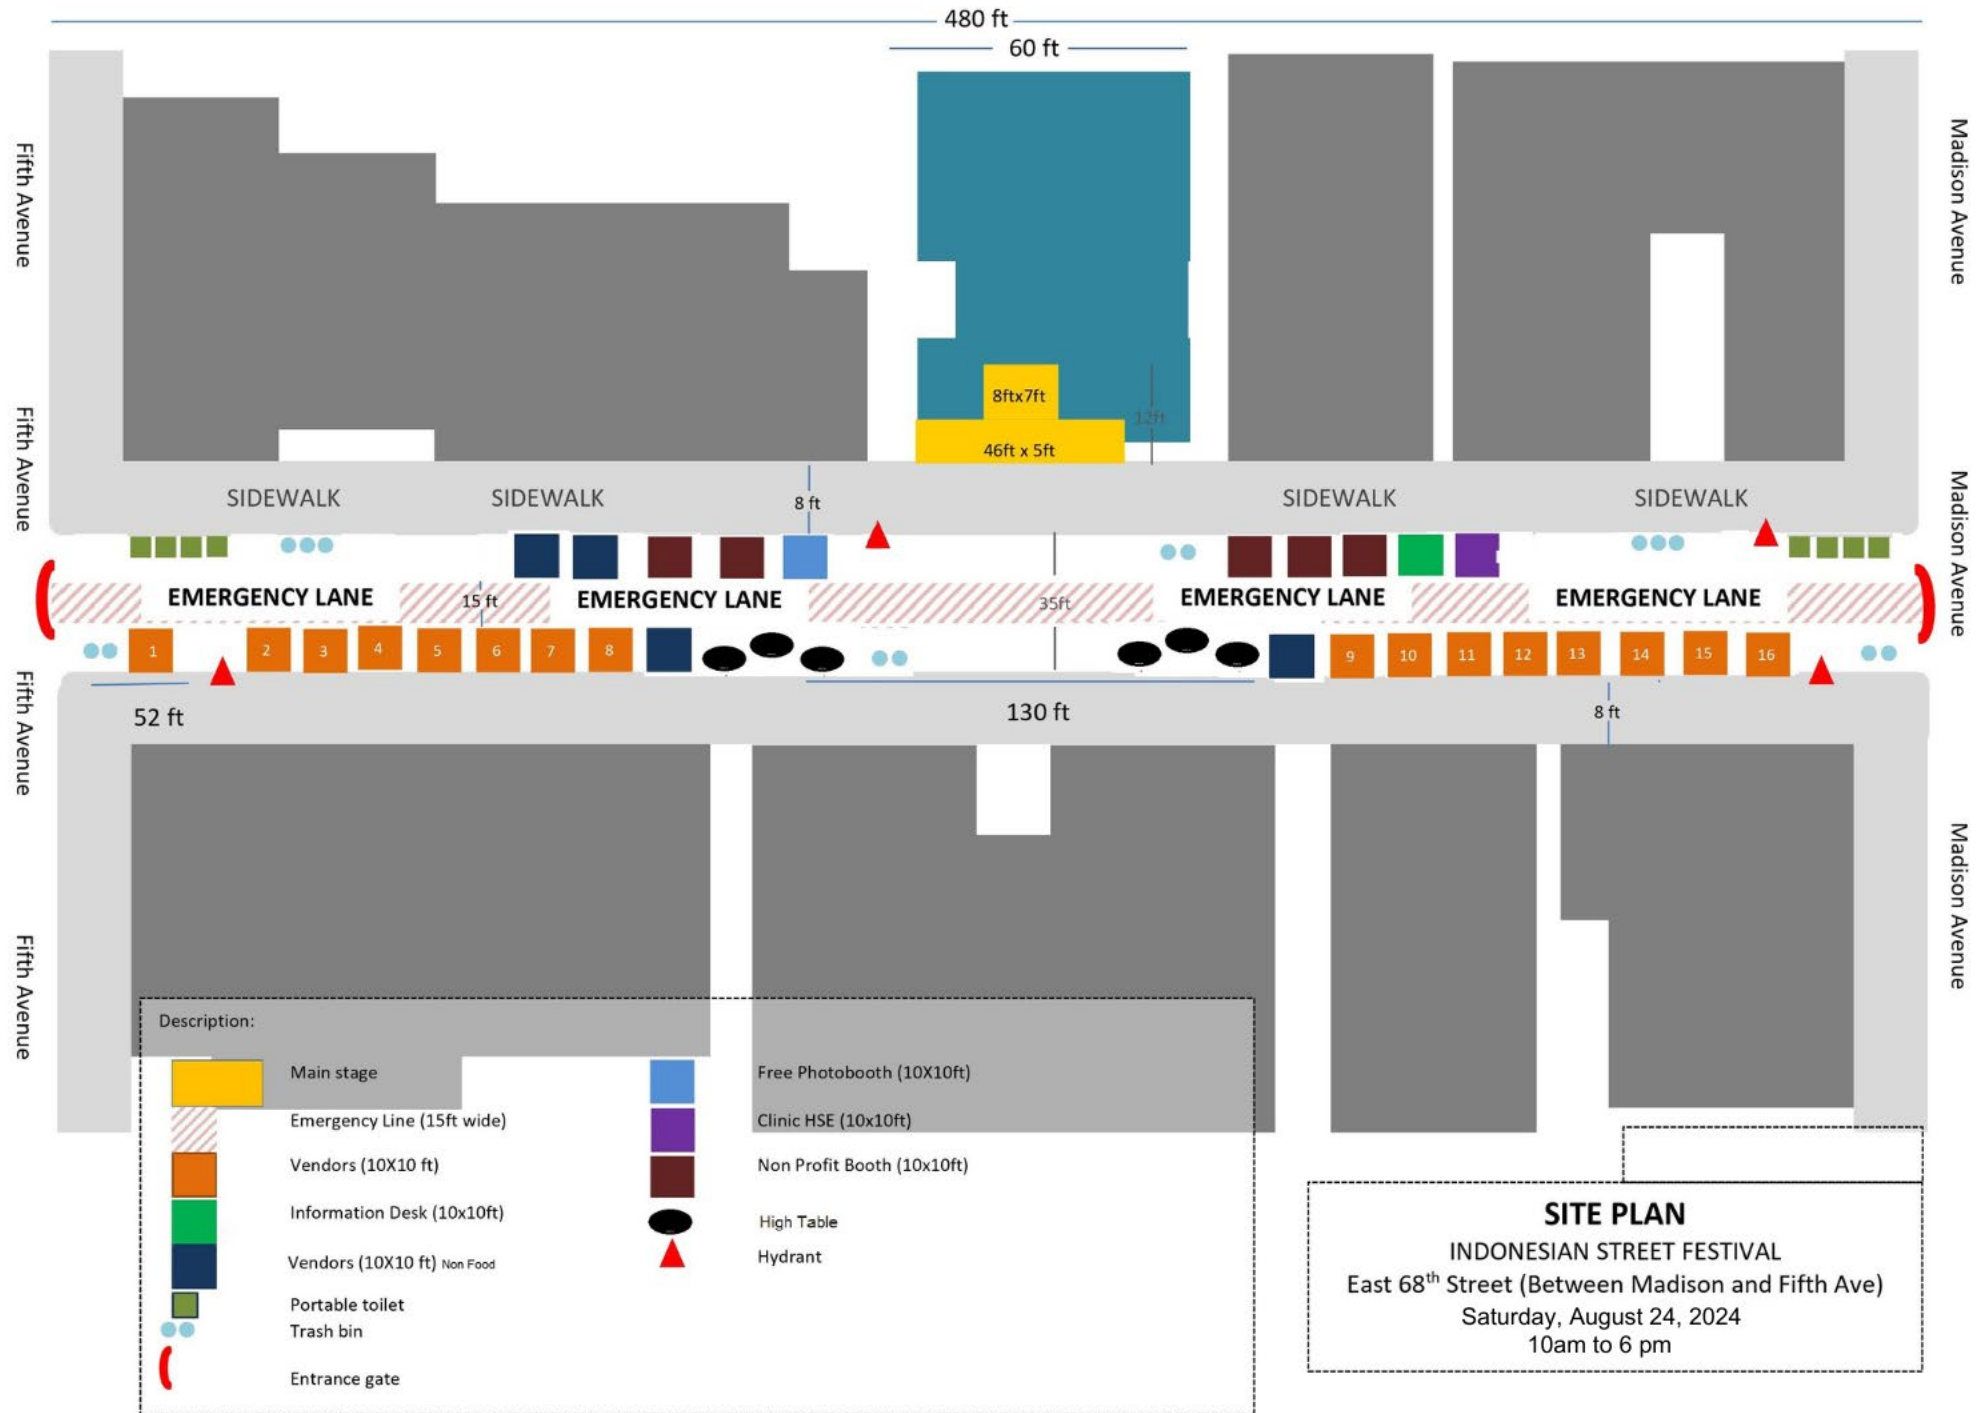 480 ft
60 ft
Fifth Avenue
Madison Avenue
8ftx7ft
12ft
46ft x 5ft
Fifth Avenue
SIDEWALK
SIDEWALK
8 ft
SIDEWALK
SIDEWALK
Madison Avenue
EMERGENCY LANE
15 ft
EMERGENCY LANE
35ft
EMERGENCY LANE
EMERGENCY LANE
1
2
3
4
5
6
7
8
9
10
11
12
13
14
15
16
Fifth Avenue
52 ft
130 ft
8 ft
Fifth Avenue
Madison Avenue
Description:
Main stage
Emergency Line (15ft wide)
Vendors (10X10 ft)
Information Desk (10x10ft)
Vendors (10X10 ft) Non Food
Portable toilet
Trash bin
Entrance gate
Free Photobooth (10X10ft)
Clinic HSE (10x10ft)
Non Profit Booth (10x10ft)
High Table
Hydrant
SITE PLAN
INDONESIAN STREET FESTIVAL
East 68th Street (Between Madison and Fifth Ave)
Saturday, August 24, 2024
10am to 6 pm